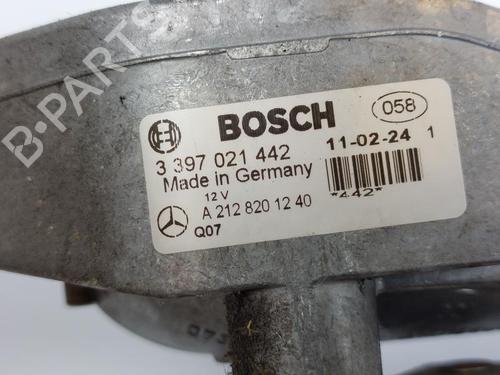 BOSCH
058
3 397 021 442
11-02-24 1
Made in Germany
12 V
*442*
A 212 820 12 40
Q07
B-PARTS